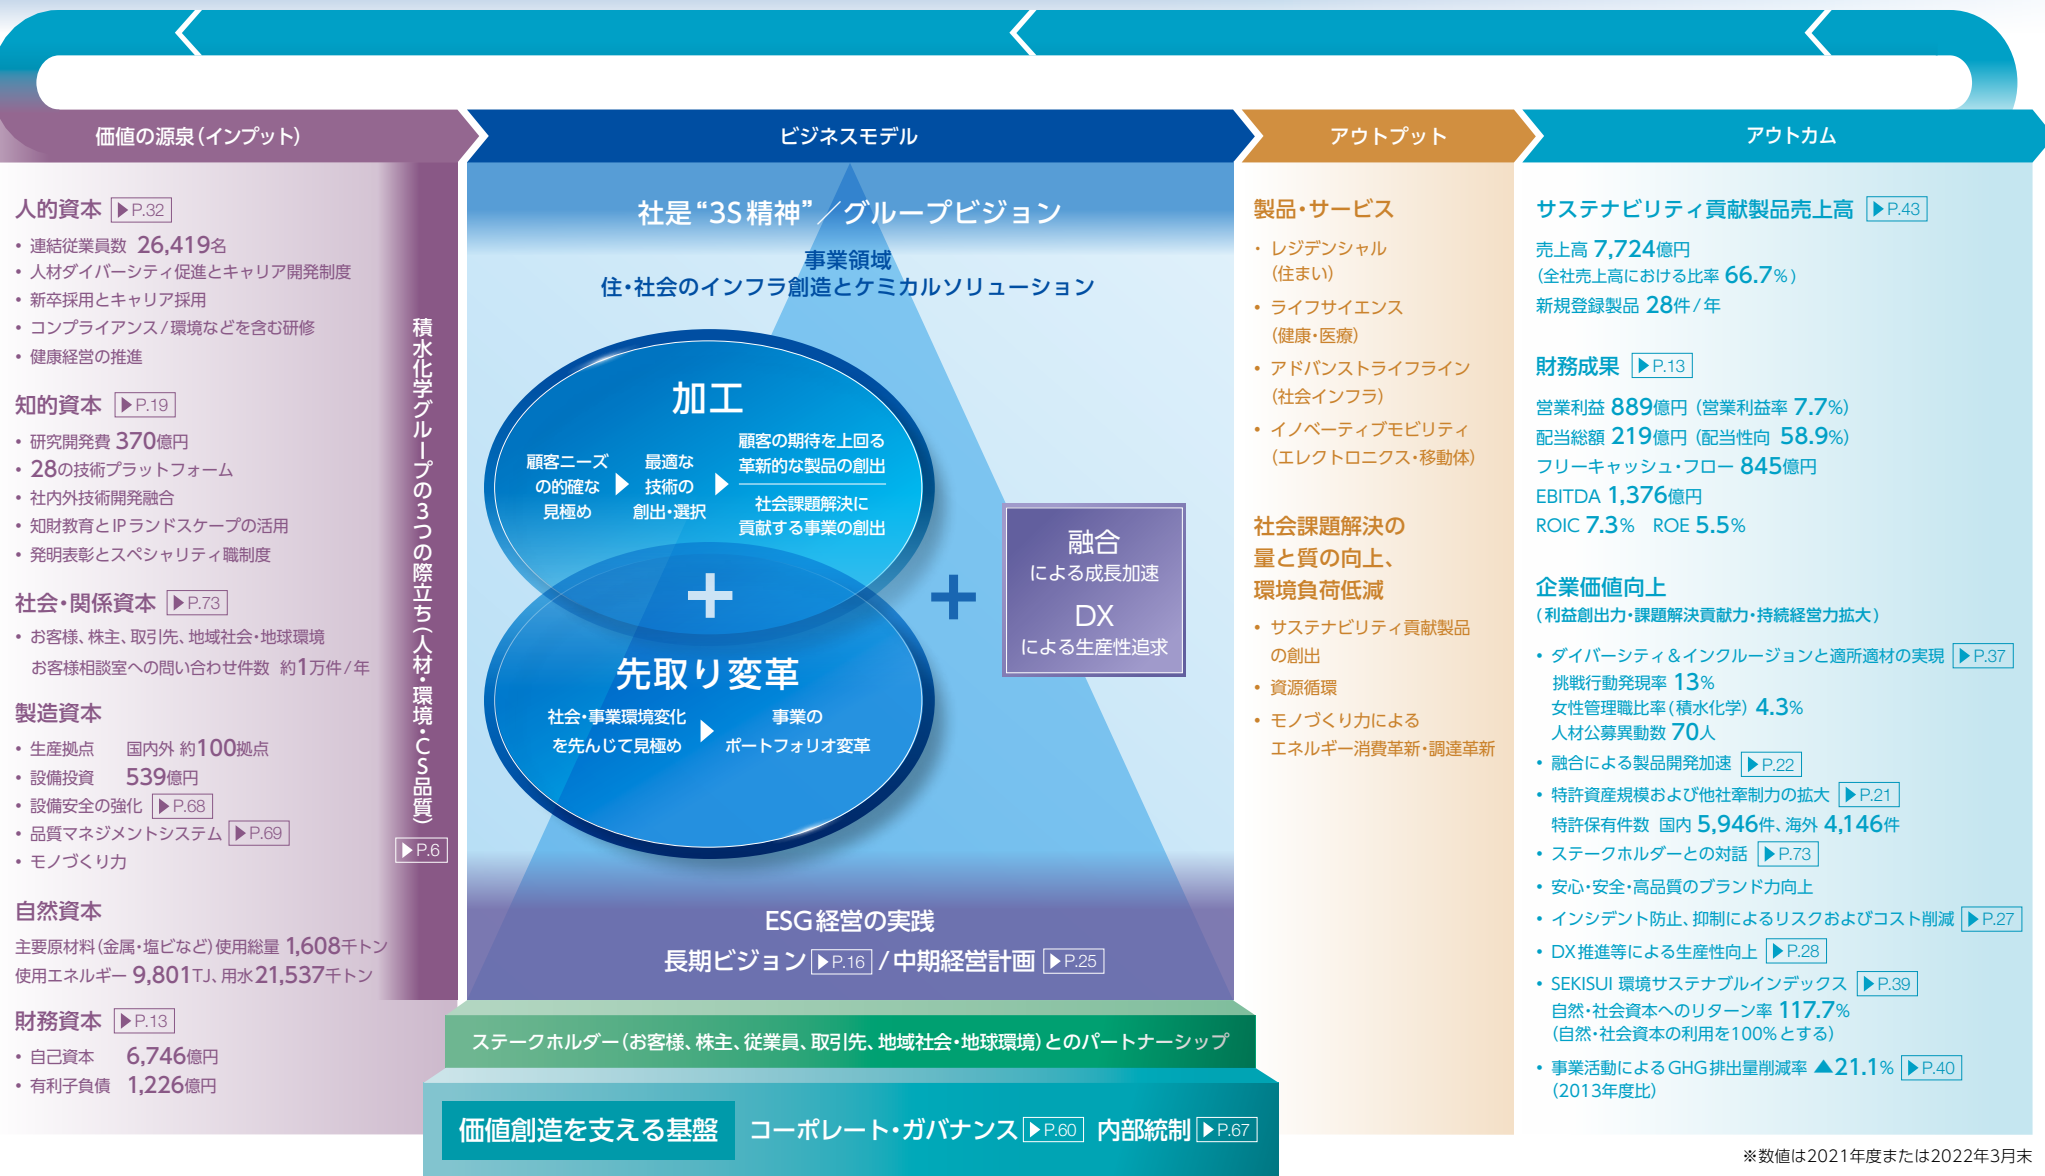 価値の源泉(インプット)
人的資本 ▶P.32
• 連結従業員数 26,419名
• 人材ダイバーシティ促進とキャリア開発制度
• 新卒採用とキャリア採用
• コンプライアンス/環境などを含む研修
• 健康経営の推進
知的資本 ▶P.19
• 研究開発費 370億円
• 28の技術プラットフォーム
• 社内外技術開発融合
• 知財教育とIPランドスケープの活用
• 発明表彰とスペシャリティ職制度
社会・関係資本 ▶P.73
• お客様、株主、取引先、地域社会・地球環境
お客様相談室への問い合わせ件数 約1万件/年
製造資本
• 生産拠点 国内外 約100拠点
• 設備投資 539億円
• 設備安全の強化 ▶P.68
• 品質マネジメントシステム ▶P.69
• モノづくり力
自然資本
主要原材料(金属・塩ビなど)使用総量 1,608千トン
使用エネルギー 9,801TJ、用水21,537千トン
財務資本 ▶P.13
• 自己資本 6,746億円
• 有利子負債 1,226億円
積水化学グループの3つの際立ち(人材・環境・CS品質)
▶P.6
ビジネスモデル
社是“3S精神”/グループビジョン
事業領域
住・社会のインフラ創造とケミカルソリューション
加工
顧客ニーズ
の的確な
見極め
▶
最適な
技術の
創出・選択
▶
顧客の期待を上回る
革新的な製品の創出
社会課題解決に
貢献する事業の創出
+
先取り変革
社会・事業環境変化
を先んじて見極め
▶
事業の
ポートフォリオ変革
+
融合
による成長加速
DX
による生産性追求
ESG経営の実践
長期ビジョン ▶P.16 /中期経営計画 ▶P.25
ステークホルダー(お客様、株主、従業員、取引先、地域社会・地球環境)とのパートナーシップ
価値創造を支える基盤 コーポレート・ガバナンス ▶P.60 内部統制 ▶P.67
アウトプット
製品・サービス
• レジデンシャル
(住まい)
• ライフサイエンス
(健康・医療)
• アドバンストライフライン
(社会インフラ)
• イノベーティブモビリティ
(エレクトロニクス・移動体)
社会課題解決の
量と質の向上、
環境負荷低減
• サステナビリティ貢献製品
の創出
• 資源循環
• モノづくり力による
エネルギー消費革新・調達革新
アウトカム
サステナビリティ貢献製品売上高 ▶P.43
売上高 7,724億円
(全社売上高における比率 66.7%)
新規登録製品 28件/年
財務成果 ▶P.13
営業利益 889億円 (営業利益率 7.7%)
配当総額 219億円 (配当性向 58.9%)
フリーキャッシュ・フロー 845億円
EBITDA 1,376億円
ROIC 7.3% ROE 5.5%
企業価値向上
(利益創出力・課題解決貢献力・持続経営力拡大)
• ダイバーシティ&インクルージョンと適所適材の実現 ▶P.37
挑戦行動発現率 13%
女性管理職比率(積水化学) 4.3%
人材公募異動数 70人
• 融合による製品開発加速 ▶P.22
• 特許資産規模および他社牽制力の拡大 ▶P.21
特許保有件数 国内 5,946件、海外 4,146件
• ステークホルダーとの対話 ▶P.73
• 安心・安全・高品質のブランド力向上
• インシデント防止、抑制によるリスクおよびコスト削減 ▶P.27
• DX推進等による生産性向上 ▶P.28
• SEKISUI 環境サステナブルインデックス ▶P.39
自然・社会資本へのリターン率 117.7%
(自然・社会資本の利用を100%とする)
• 事業活動によるGHG排出量削減率 ▲21.1% ▶P.40
(2013年度比)
※数値は2021年度または2022年3月末